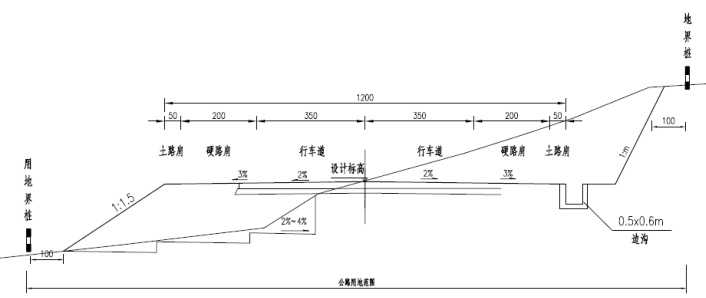 地界桩
1200
50 200 350 350 200 50
100
土路肩 硬路肩 行车道 行车道 硬路肩 土路肩
1:m
用地界桩
设计标高
3% 2% 2% 3%
1:1.5
2%~4%
0.5x0.6m
边沟
100
公路用地范围